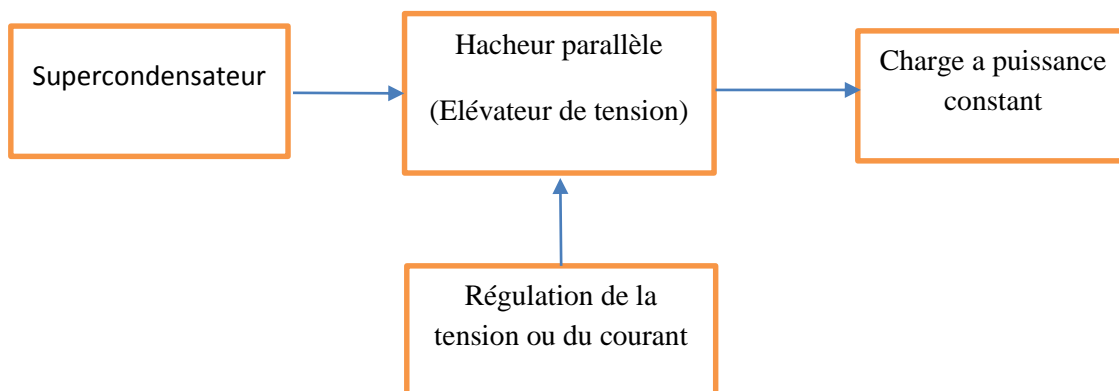 Supercondensateur
Hacheur parallèle
(Elévateur de tension)
Charge a puissance
constant
Régulation de la
tension ou du courant